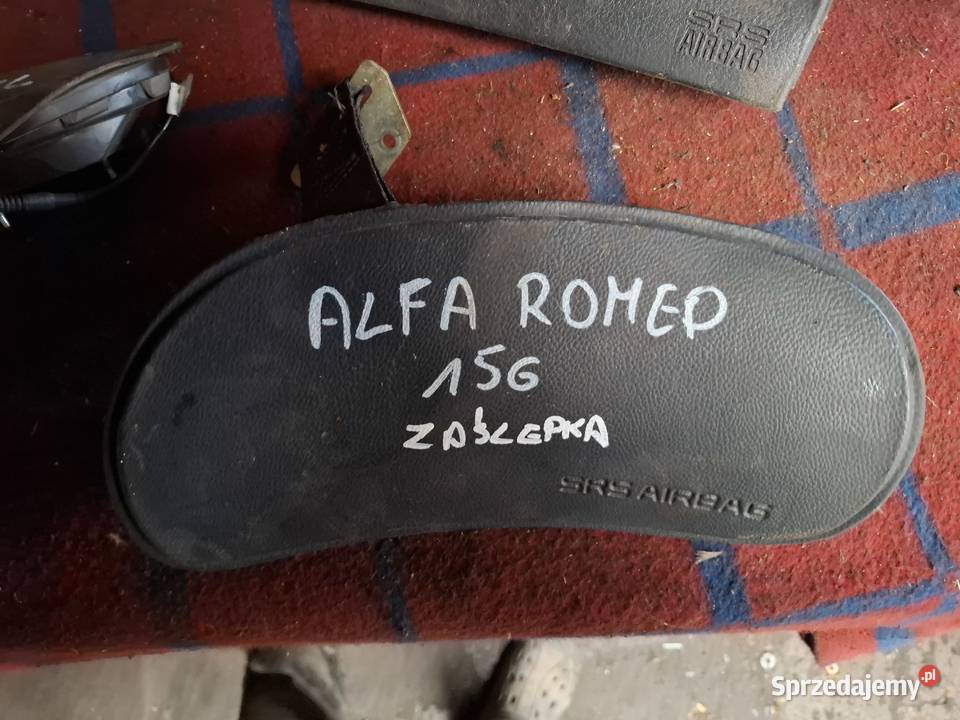 SRS
AIRBAG
ALFA ROMEO
156
ZAŚLEPKA
SRS AIRBAG
Sprzedajemy.pl